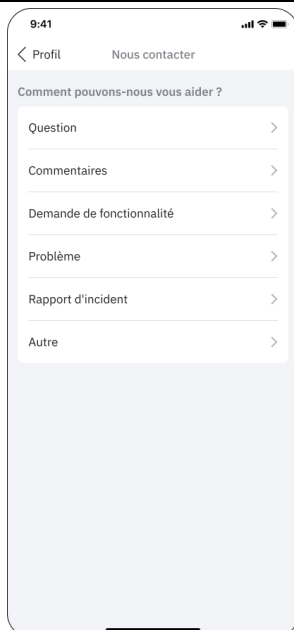 9:41
Profil
Nous contacter
Comment pouvons-nous vous aider ?
Question
Commentaires
Demande de fonctionnalité
Problème
Rapport d'incident
Autre